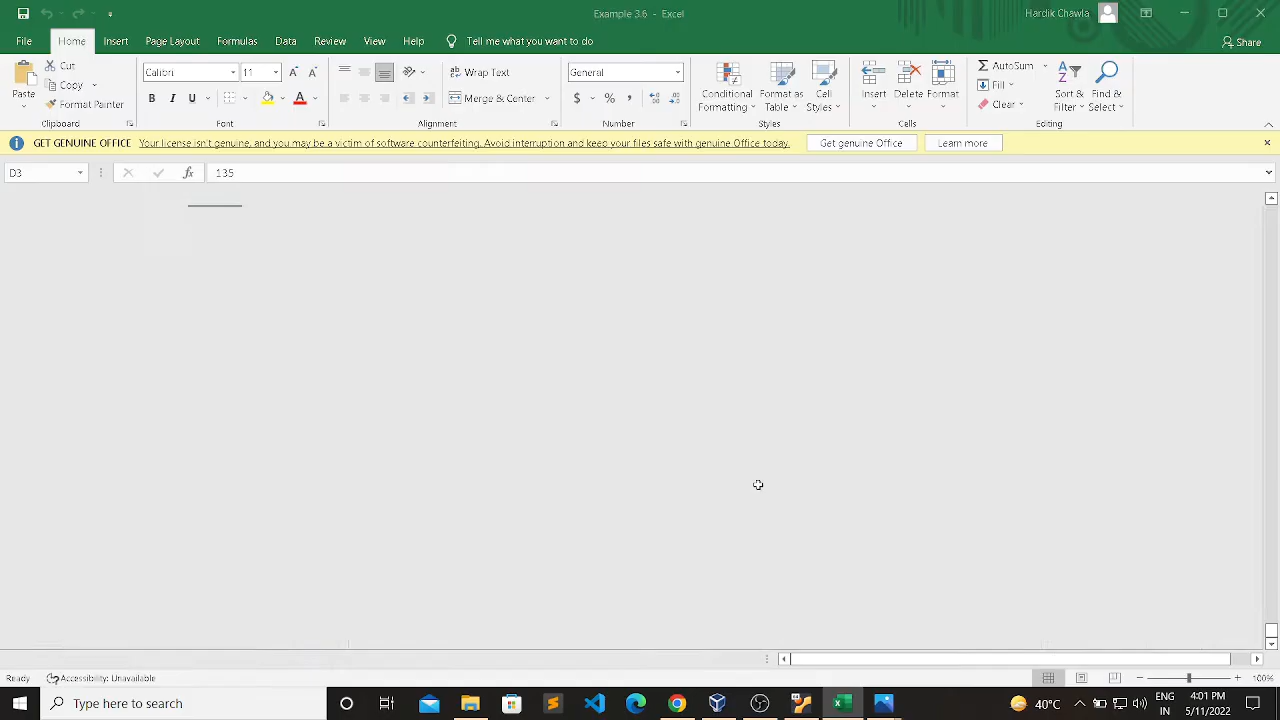 Example 3.6 - Excel
Hardik Chawla
File Home Insert Page Layout Formulas Data Review View Help Tell me what you want to do Share
Paste
Cut
Copy
Format Painter
Clipboard
Calibri 11
B I U
Font
Wrap Text
Merge & Center
Alignment
General
$ % ,
Number
Conditional Formatting
Format as Table
Cell Styles
Styles
Insert
Delete
Format
Cells
AutoSum
Fill
Clear
Sort & Filter
Find & Select
Editing
GET GENUINE OFFICE Your license isn't genuine, and you may be a victim of software counterfeiting. Avoid interruption and keep your files safe with genuine Office today. Get genuine Office Learn more
D3 fx 135
Ready Accessibility: Unavailable 100%
Type here to search
40°C
ENG
IN
4:01 PM
5/11/2022